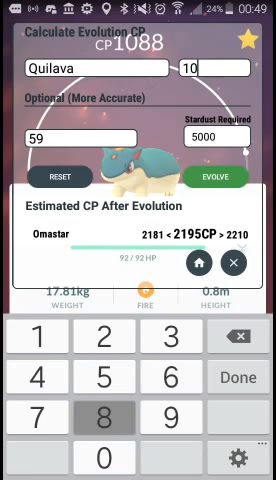 24% 00:49
Calculate Evolution CP
CP1088
Quilava 10
Optional (More Accurate)
Stardust Required
59 5000
RESET EVOLVE
Estimated CP After Evolution
Omastar 2181 < 2195CP > 2210
92 / 92 HP
17.81kg 0.8m
WEIGHT FIRE HEIGHT
1 2 3
4 5 6 Done
7 8 9
0